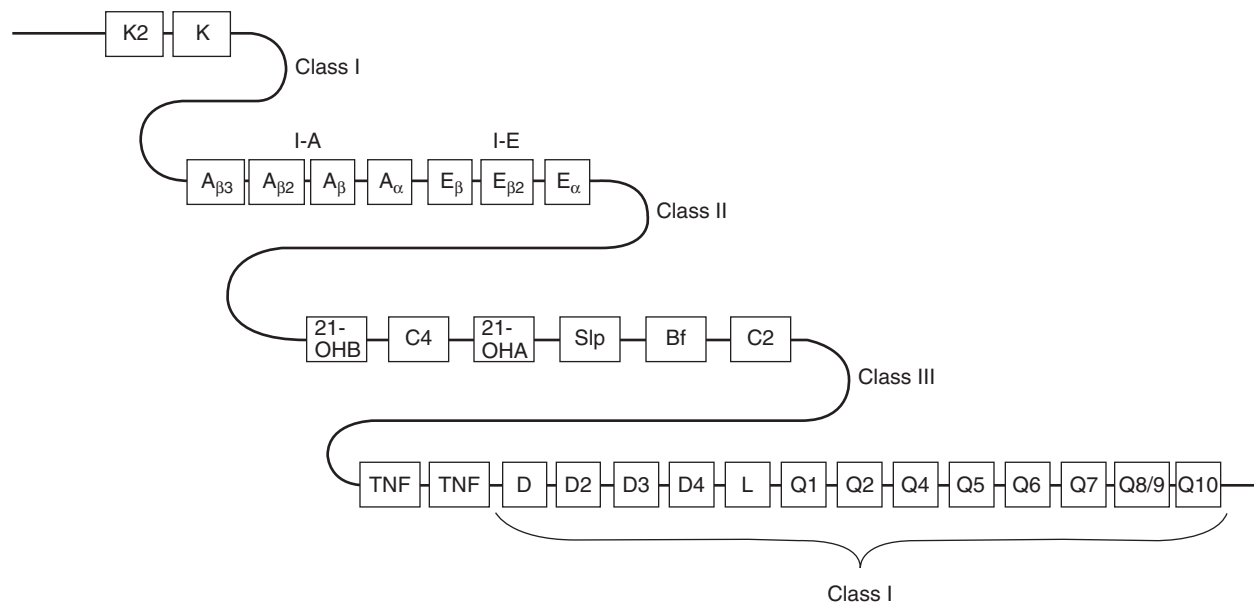 K2 K
Class I
I-A I-E
Aβ3 Aβ2 Aβ Aα Eβ Eβ2 Eα
Class II
21-OHB C4 21-OHA Slp Bf C2
Class III
TNF TNF D D2 D3 D4 L Q1 Q2 Q4 Q5 Q6 Q7 Q8/9 Q10
Class I